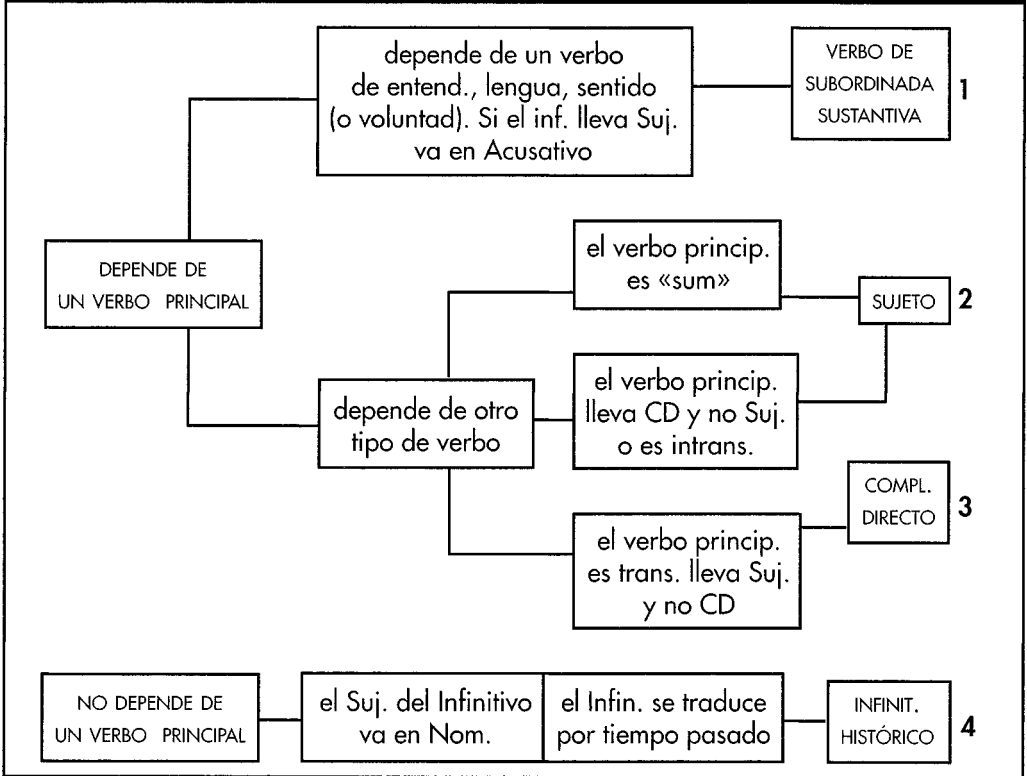 depende de un verbo
de entend., lengua, sentido
(o voluntad). Si el inf. lleva Suj.
va en Acusativo
VERBO DE
SUBORDINADA
SUSTANTIVA
1
DEPENDE DE
UN VERBO PRINCIPAL
el verbo princip.
es «sum»
SUJETO
2
depende de otro
tipo de verbo
el verbo princip.
lleva CD y no Suj.
o es intrans.
COMPL.
DIRECTO
3
el verbo princip.
es trans. lleva Suj.
y no CD
NO DEPENDE DE
UN VERBO PRINCIPAL
el Suj. del Infinitivo
va en Nom.
el Infin. se traduce
por tiempo pasado
INFINIT.
HISTÓRICO
4